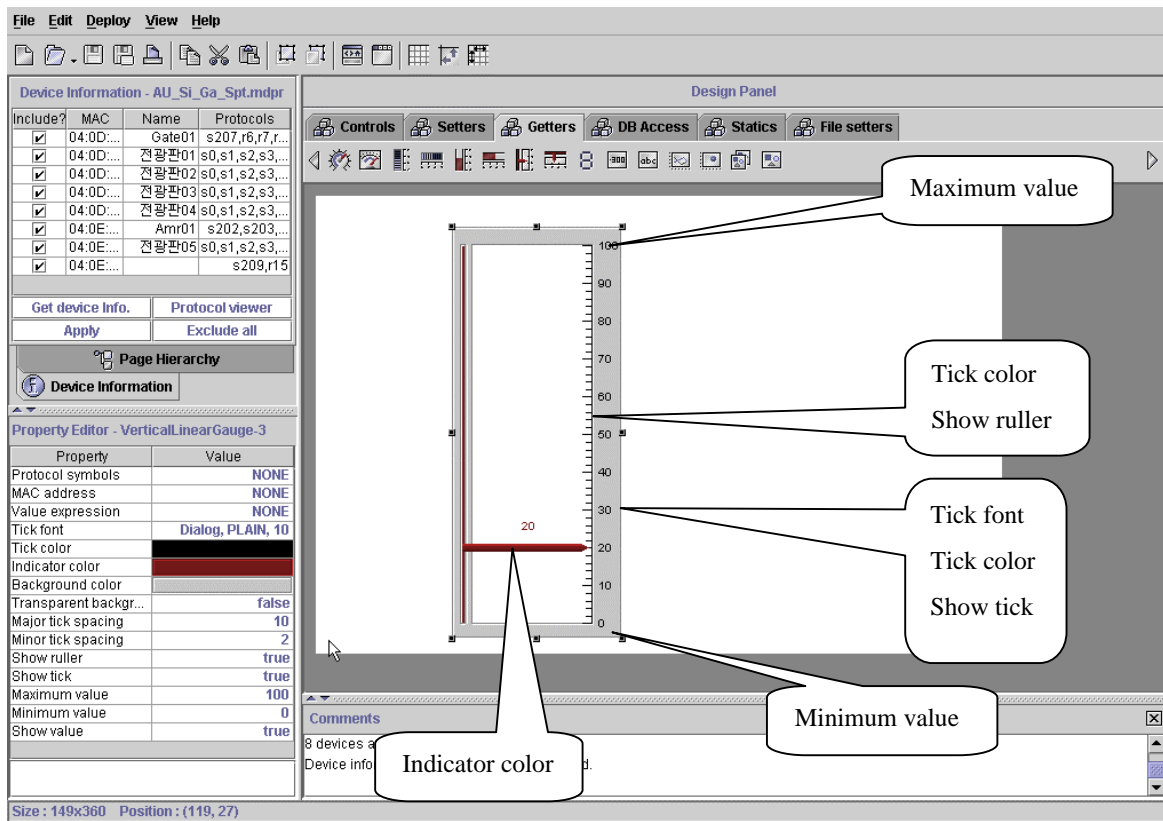 File Edit Deploy View Help
Device Information - AU_Si_Ga_Spt.mdpr
Include? MAC Name Protocols
04:0D:... Gate01 s207,r6,r7,r...
04:0D:... 전광판01 s0,s1,s2,s3,...
04:0D:... 전광판02 s0,s1,s2,s3,...
04:0D:... 전광판03 s0,s1,s2,s3,...
04:0D:... 전광판04 s0,s1,s2,s3,...
04:0E:... Amr01 s202,s203,...
04:0E:... 전광판05 s0,s1,s2,s3,...
04:0E:... s209,r15
Get device Info. Protocol viewer
Apply Exclude all
Page Hierarchy
Device Information
Property Editor - VerticalLinearGauge-3
Property Value
Protocol symbols NONE
MAC address NONE
Value expression NONE
Tick font Dialog, PLAIN, 10
Tick color
Indicator color
Background color
Transparent backgr... false
Major tick spacing 10
Minor tick spacing 2
Show ruller true
Show tick true
Maximum value 100
Minimum value 0
Show value true
Design Panel
Controls Setters Getters DB Access Statics File setters
Maximum value
100
90
80
70
60
50
40
30
20
20
10
0
Tick color
Show ruller
Tick font
Tick color
Show tick
Minimum value
Indicator color
Comments
8 devices a
Device info d.
Size : 149x360 Position : (119, 27)